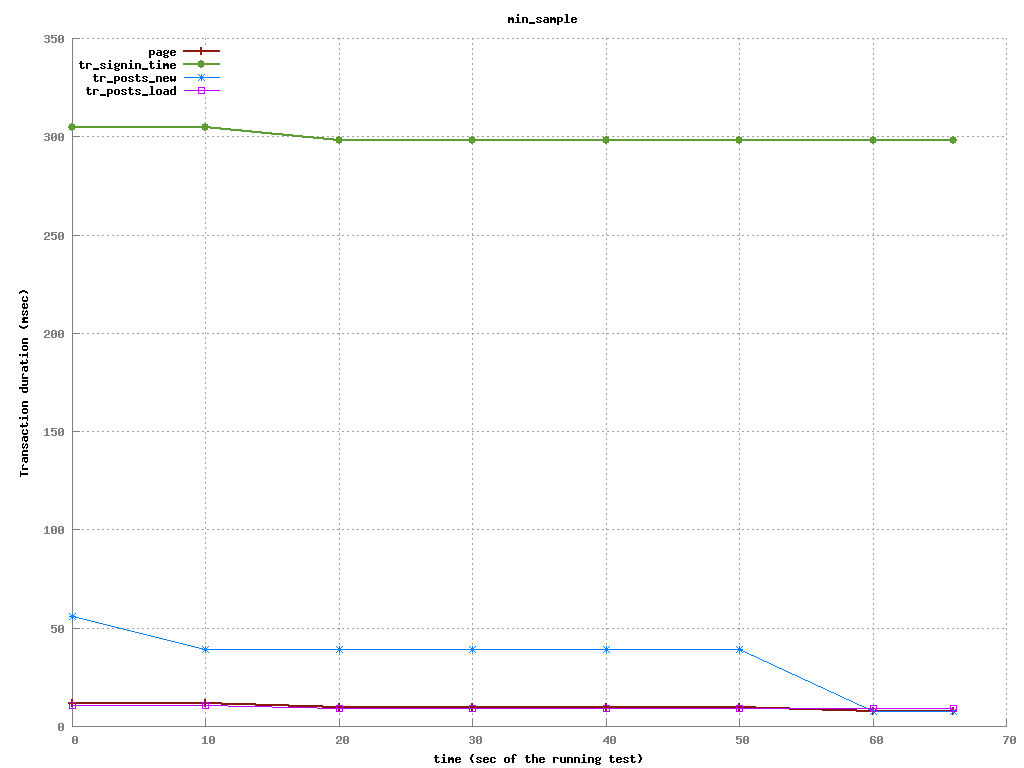 min_sample
350
300
250
200
150
100
50
0
page
tr_signin_time
tr_posts_new
tr_posts_load
Transaction duration (msec)
0 10 20 30 40 50 60 70
time (sec of the running test)